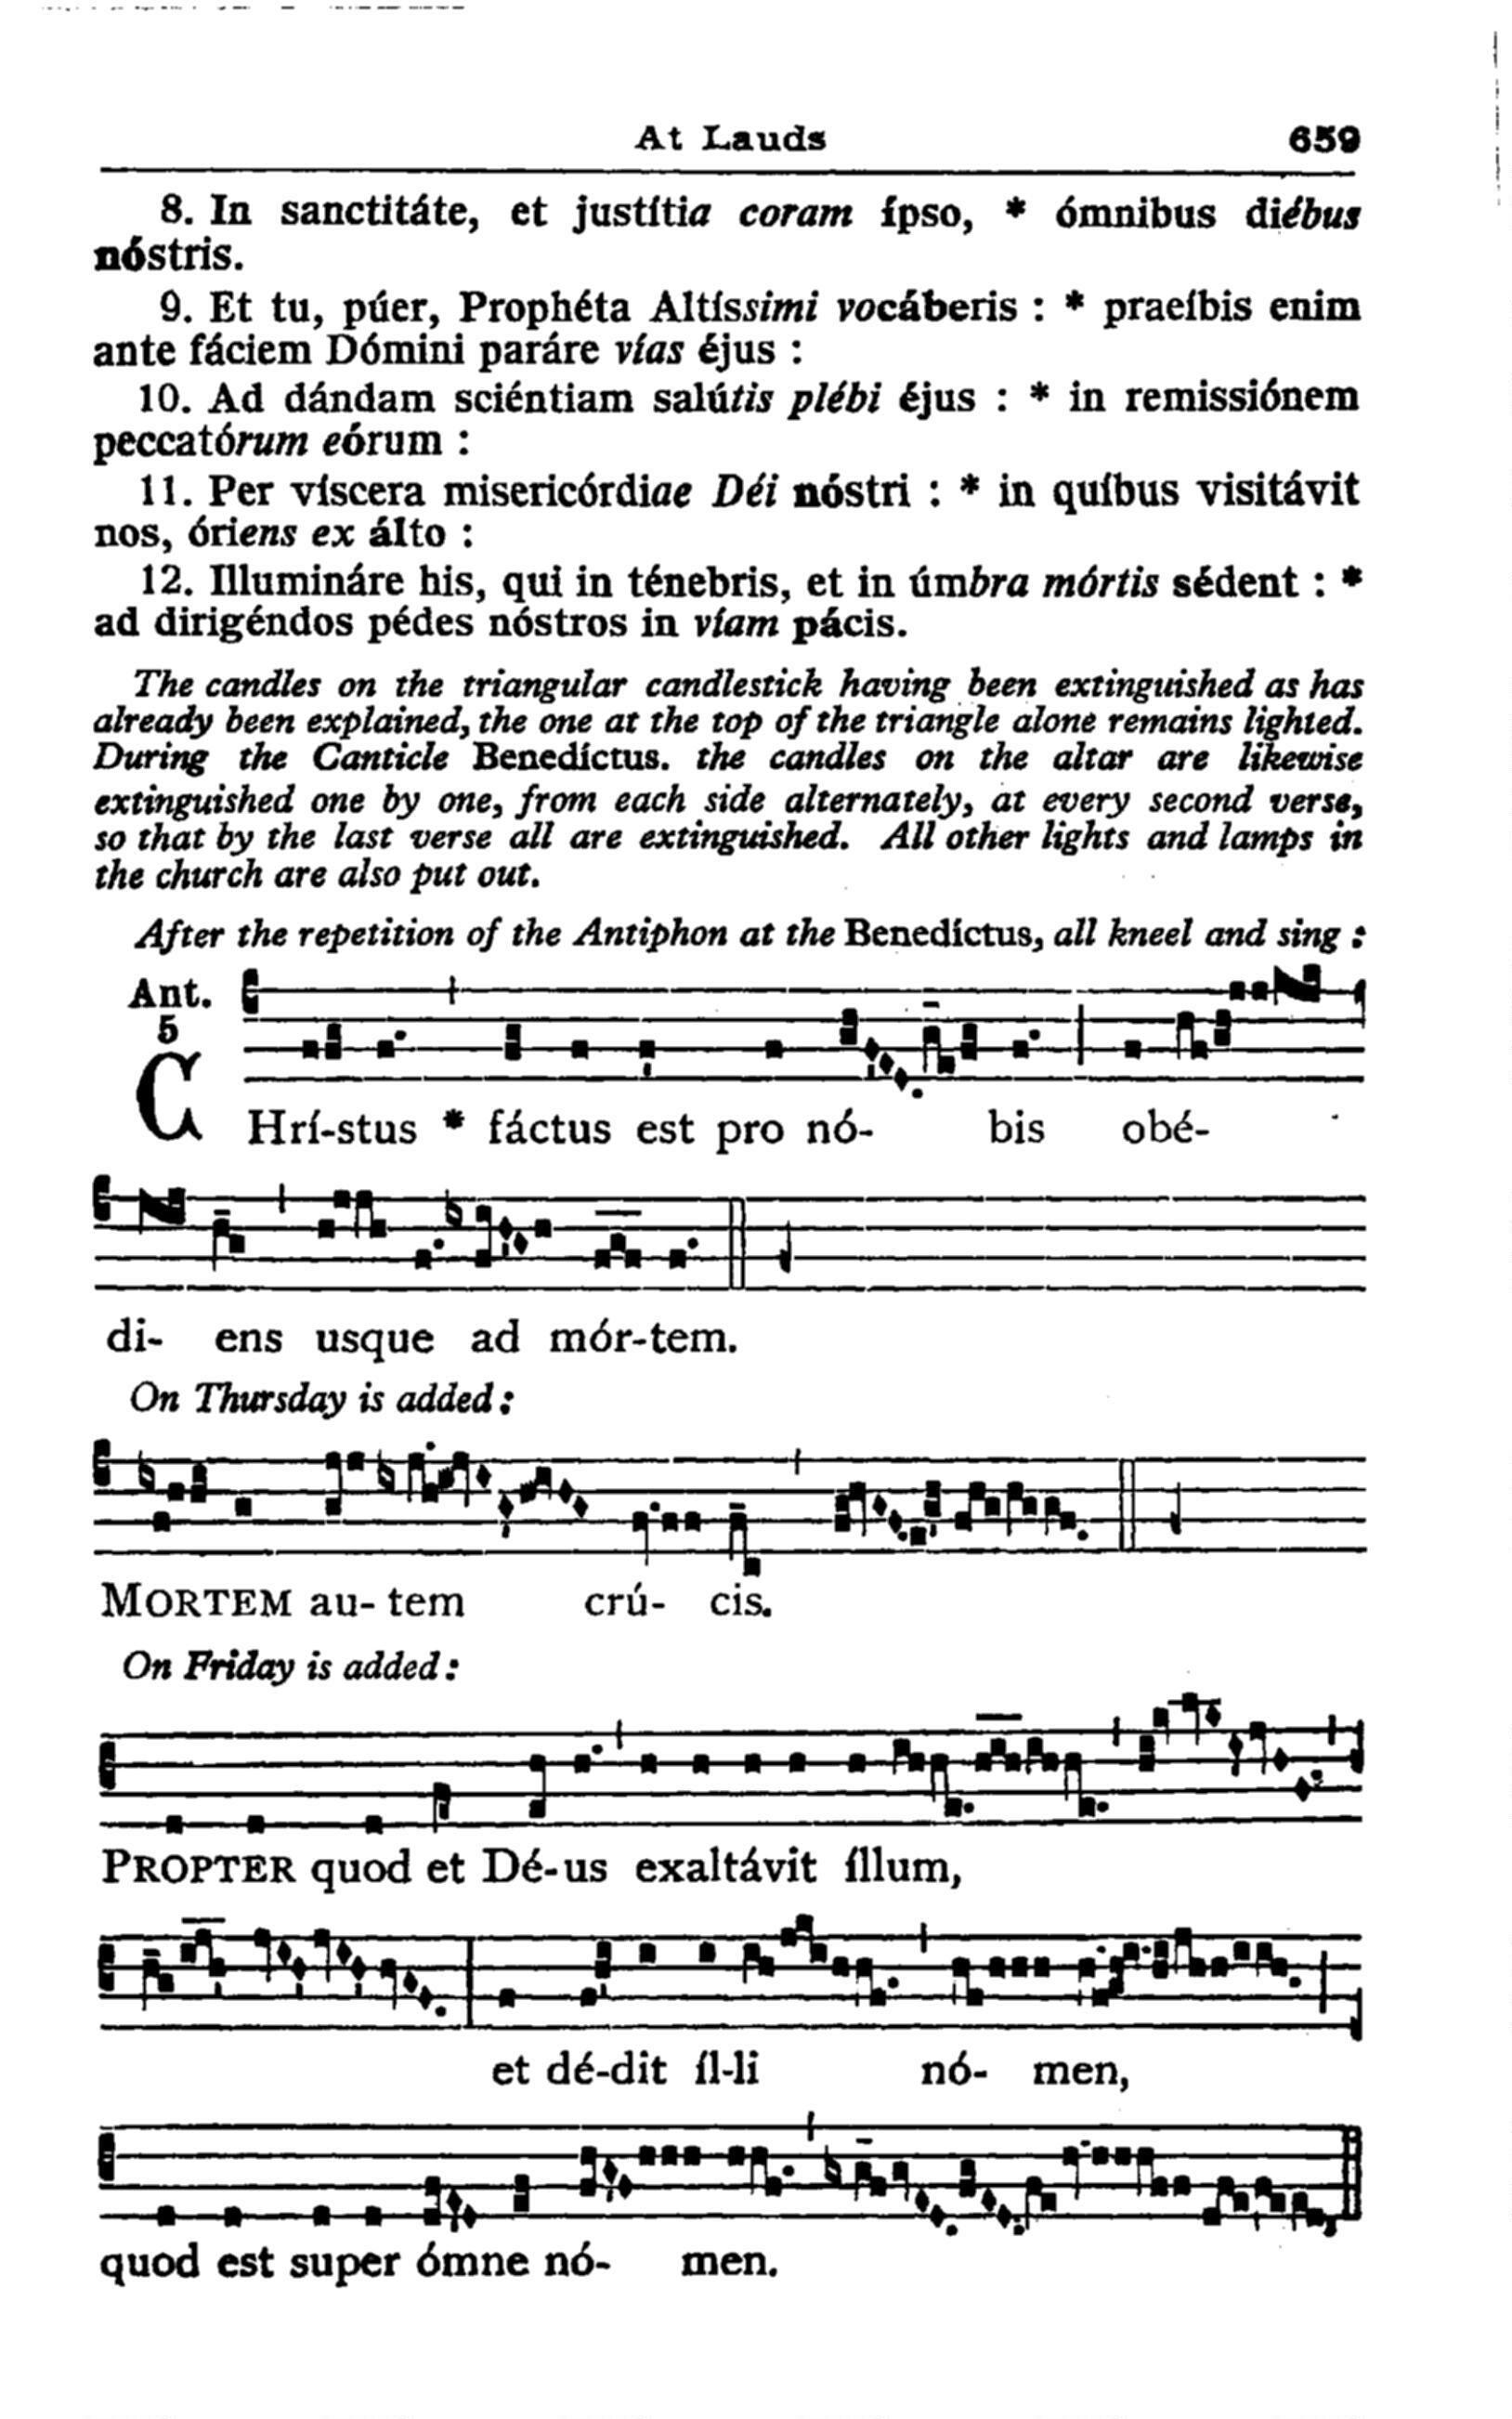 At Lauds 659
8. In sanctitáte, et justítia coram ípso, * ómnibus diébus
nóstris.
9. Et tu, púer, Prophéta Altíssimi vocáberis : * praeíbis enim
ante fáciem Dómini paráre vías éjus :
10. Ad dándam sciéntiam salútis plébi éjus : * in remissiónem
peccatórum eórum :
11. Per víscera misericórdiae Déi nóstri : * in quíbus visitávit
nos, óriens ex álto :
12. Illumináre his, qui in ténebris, et in úmbra mórtis sédent : *
ad dirigéndos pédes nóstros in víam pácis.
The candles on the triangular candlestick having been extinguished as has
already been explained, the one at the top of the triangle alone remains lighted.
During the Canticle Benedíctus. the candles on the altar are likewise
extinguished one by one, from each side alternately, at every second verse,
so that by the last verse all are extinguished. All other lights and lamps in
the church are also put out.
After the repetition of the Antiphon at the Benedíctus, all kneel and sing :
Ant.
5
CHrí-stus * fáctus est pro nó- bis obé-
di- ens usque ad mór-tem.
On Thursday is added :
MORTEM au- tem crú- cis.
On Friday is added :
PROPTER quod et Dé-us exaltávit íllum,
et dé-dit íl-li nó- men,
quod est super ómne nó- men.